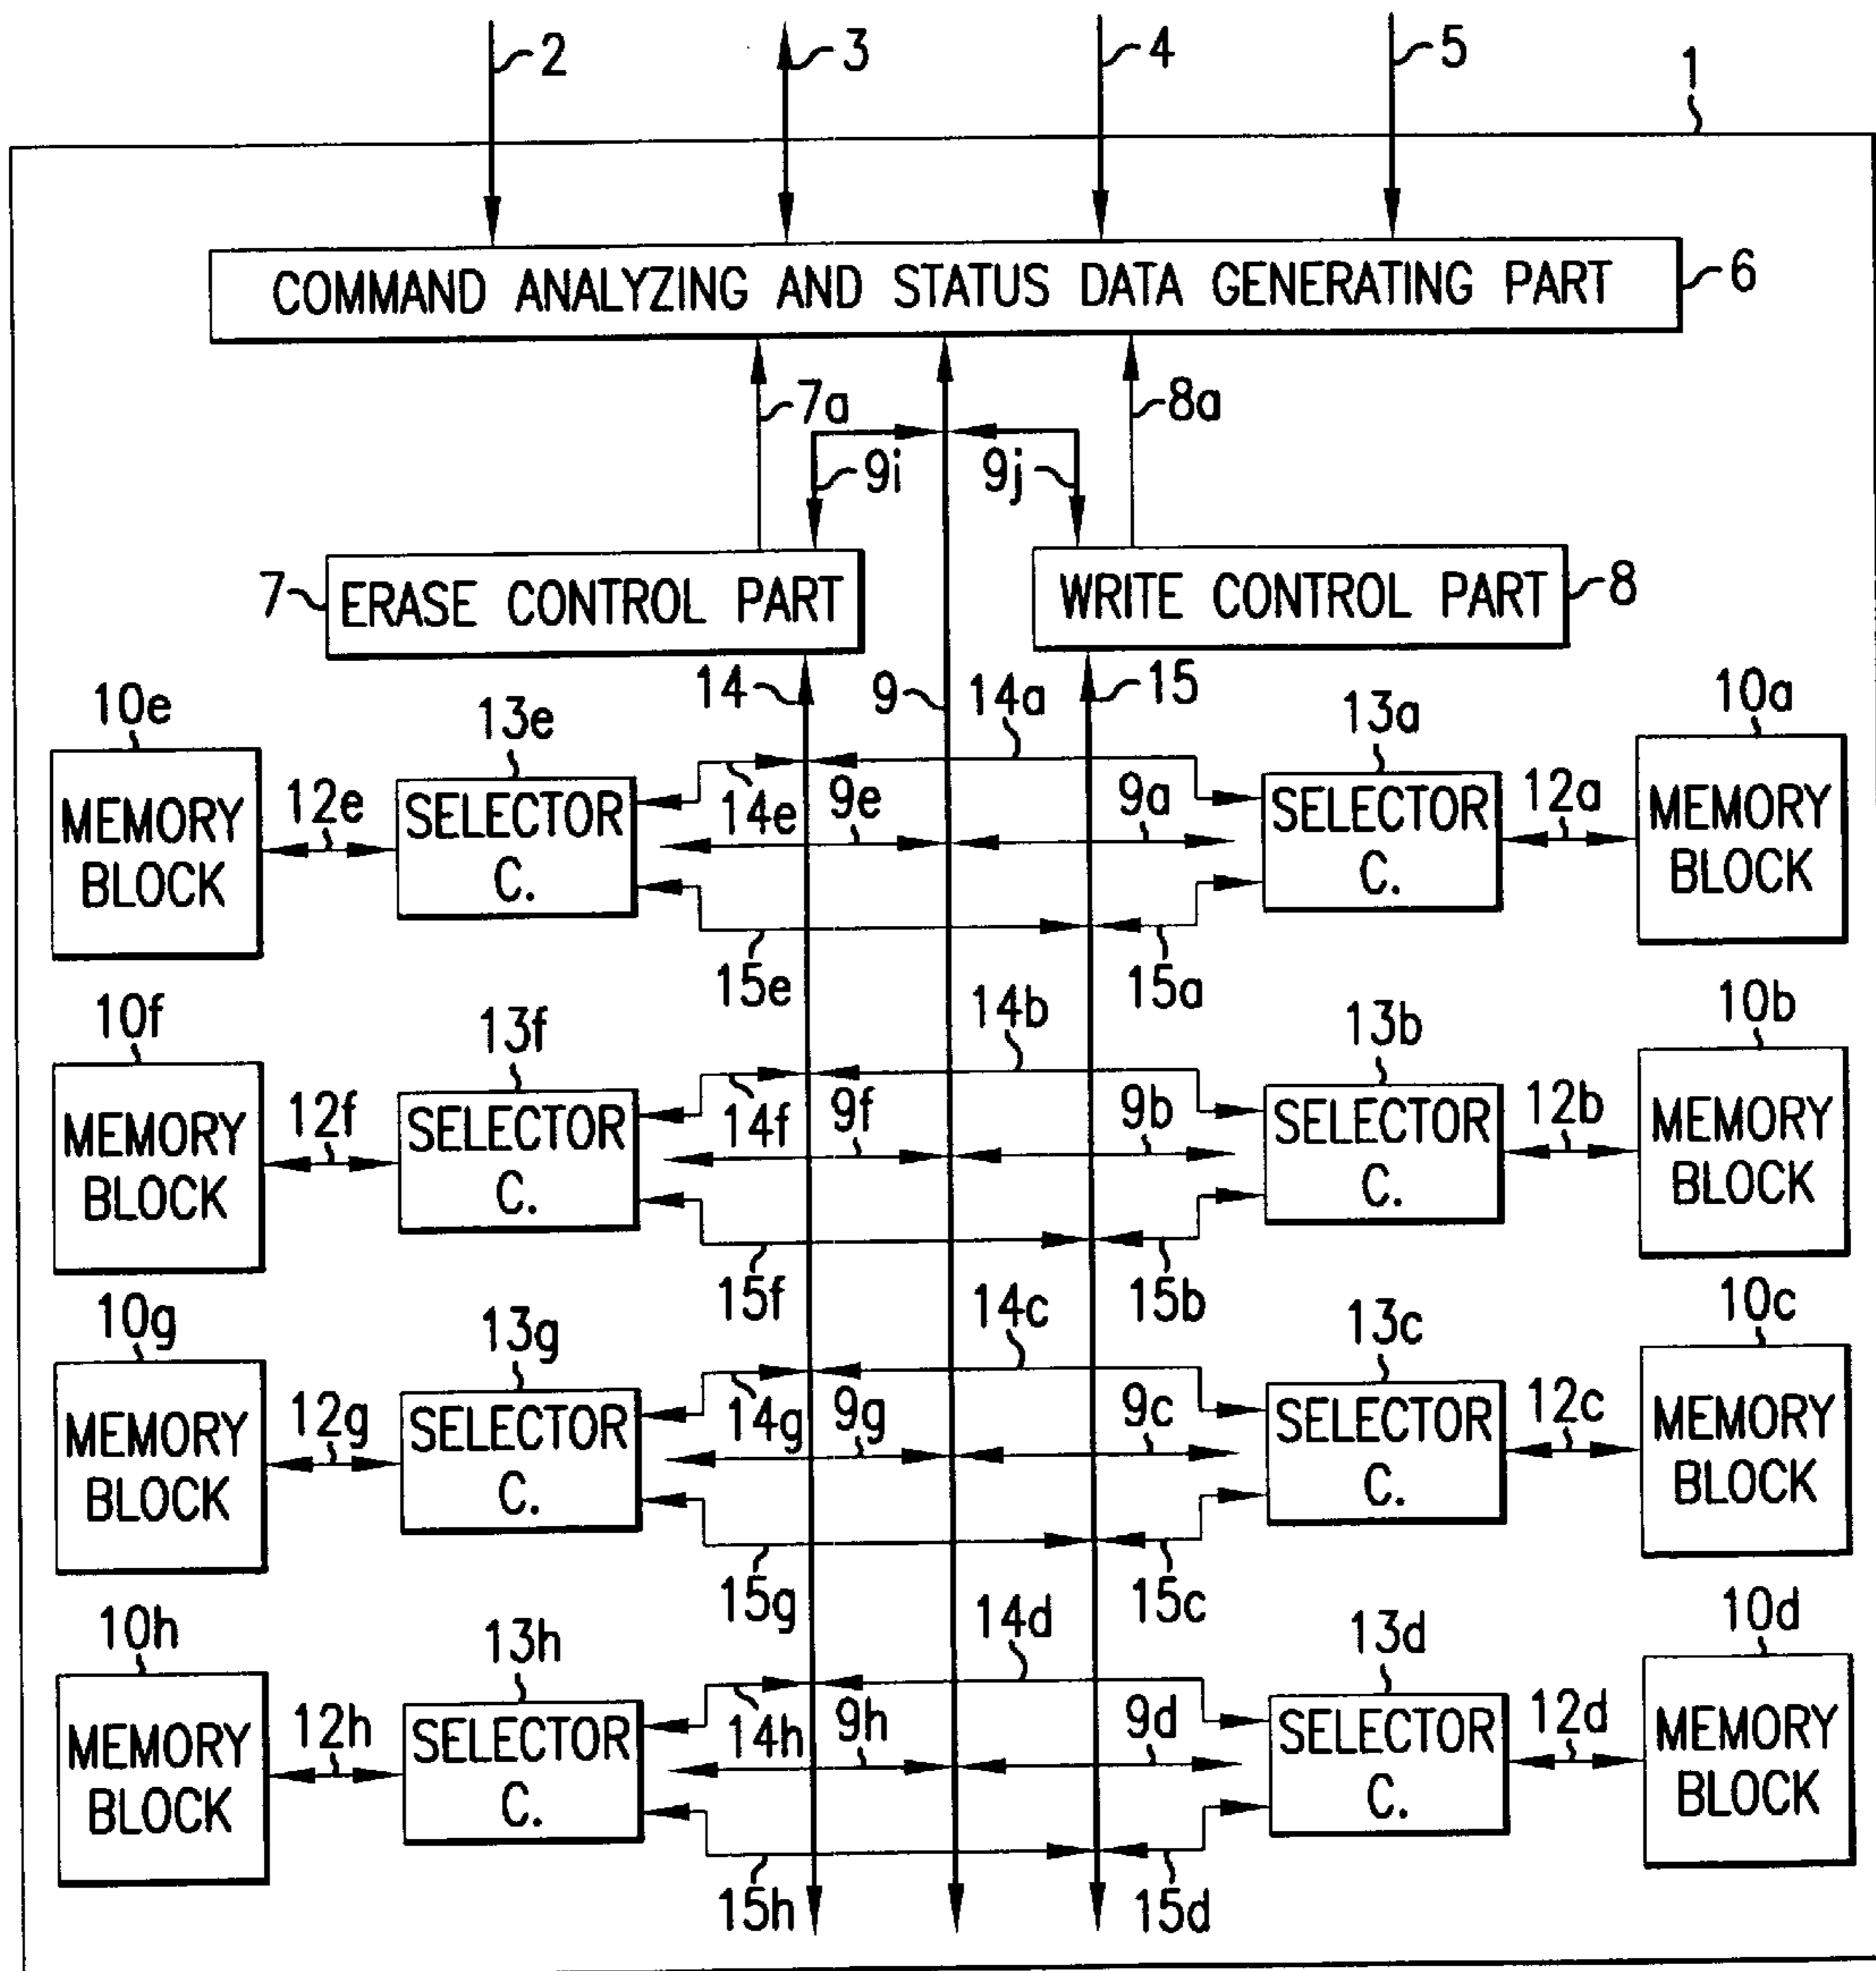 2
3
4
5
1
COMMAND ANALYZING AND STATUS DATA GENERATING PART
6
7a
8a
9i
9j
7
ERASE CONTROL PART
WRITE CONTROL PART
8
10e
13e
14
9
14a
15
13a
10a
MEMORY
BLOCK
12e
SELECTOR
C.
14e
9e
9a
SELECTOR
C.
12a
MEMORY
BLOCK
15e
15a
10f
13f
14b
13b
10b
MEMORY
BLOCK
12f
SELECTOR
C.
14f
9f
9b
SELECTOR
C.
12b
MEMORY
BLOCK
15f
15b
10g
13g
14c
13c
10c
MEMORY
BLOCK
12g
SELECTOR
C.
14g
9g
9c
SELECTOR
C.
12c
MEMORY
BLOCK
15g
15c
10h
13h
14d
13d
10d
MEMORY
BLOCK
12h
SELECTOR
C.
14h
9h
9d
SELECTOR
C.
12d
MEMORY
BLOCK
15h
15d